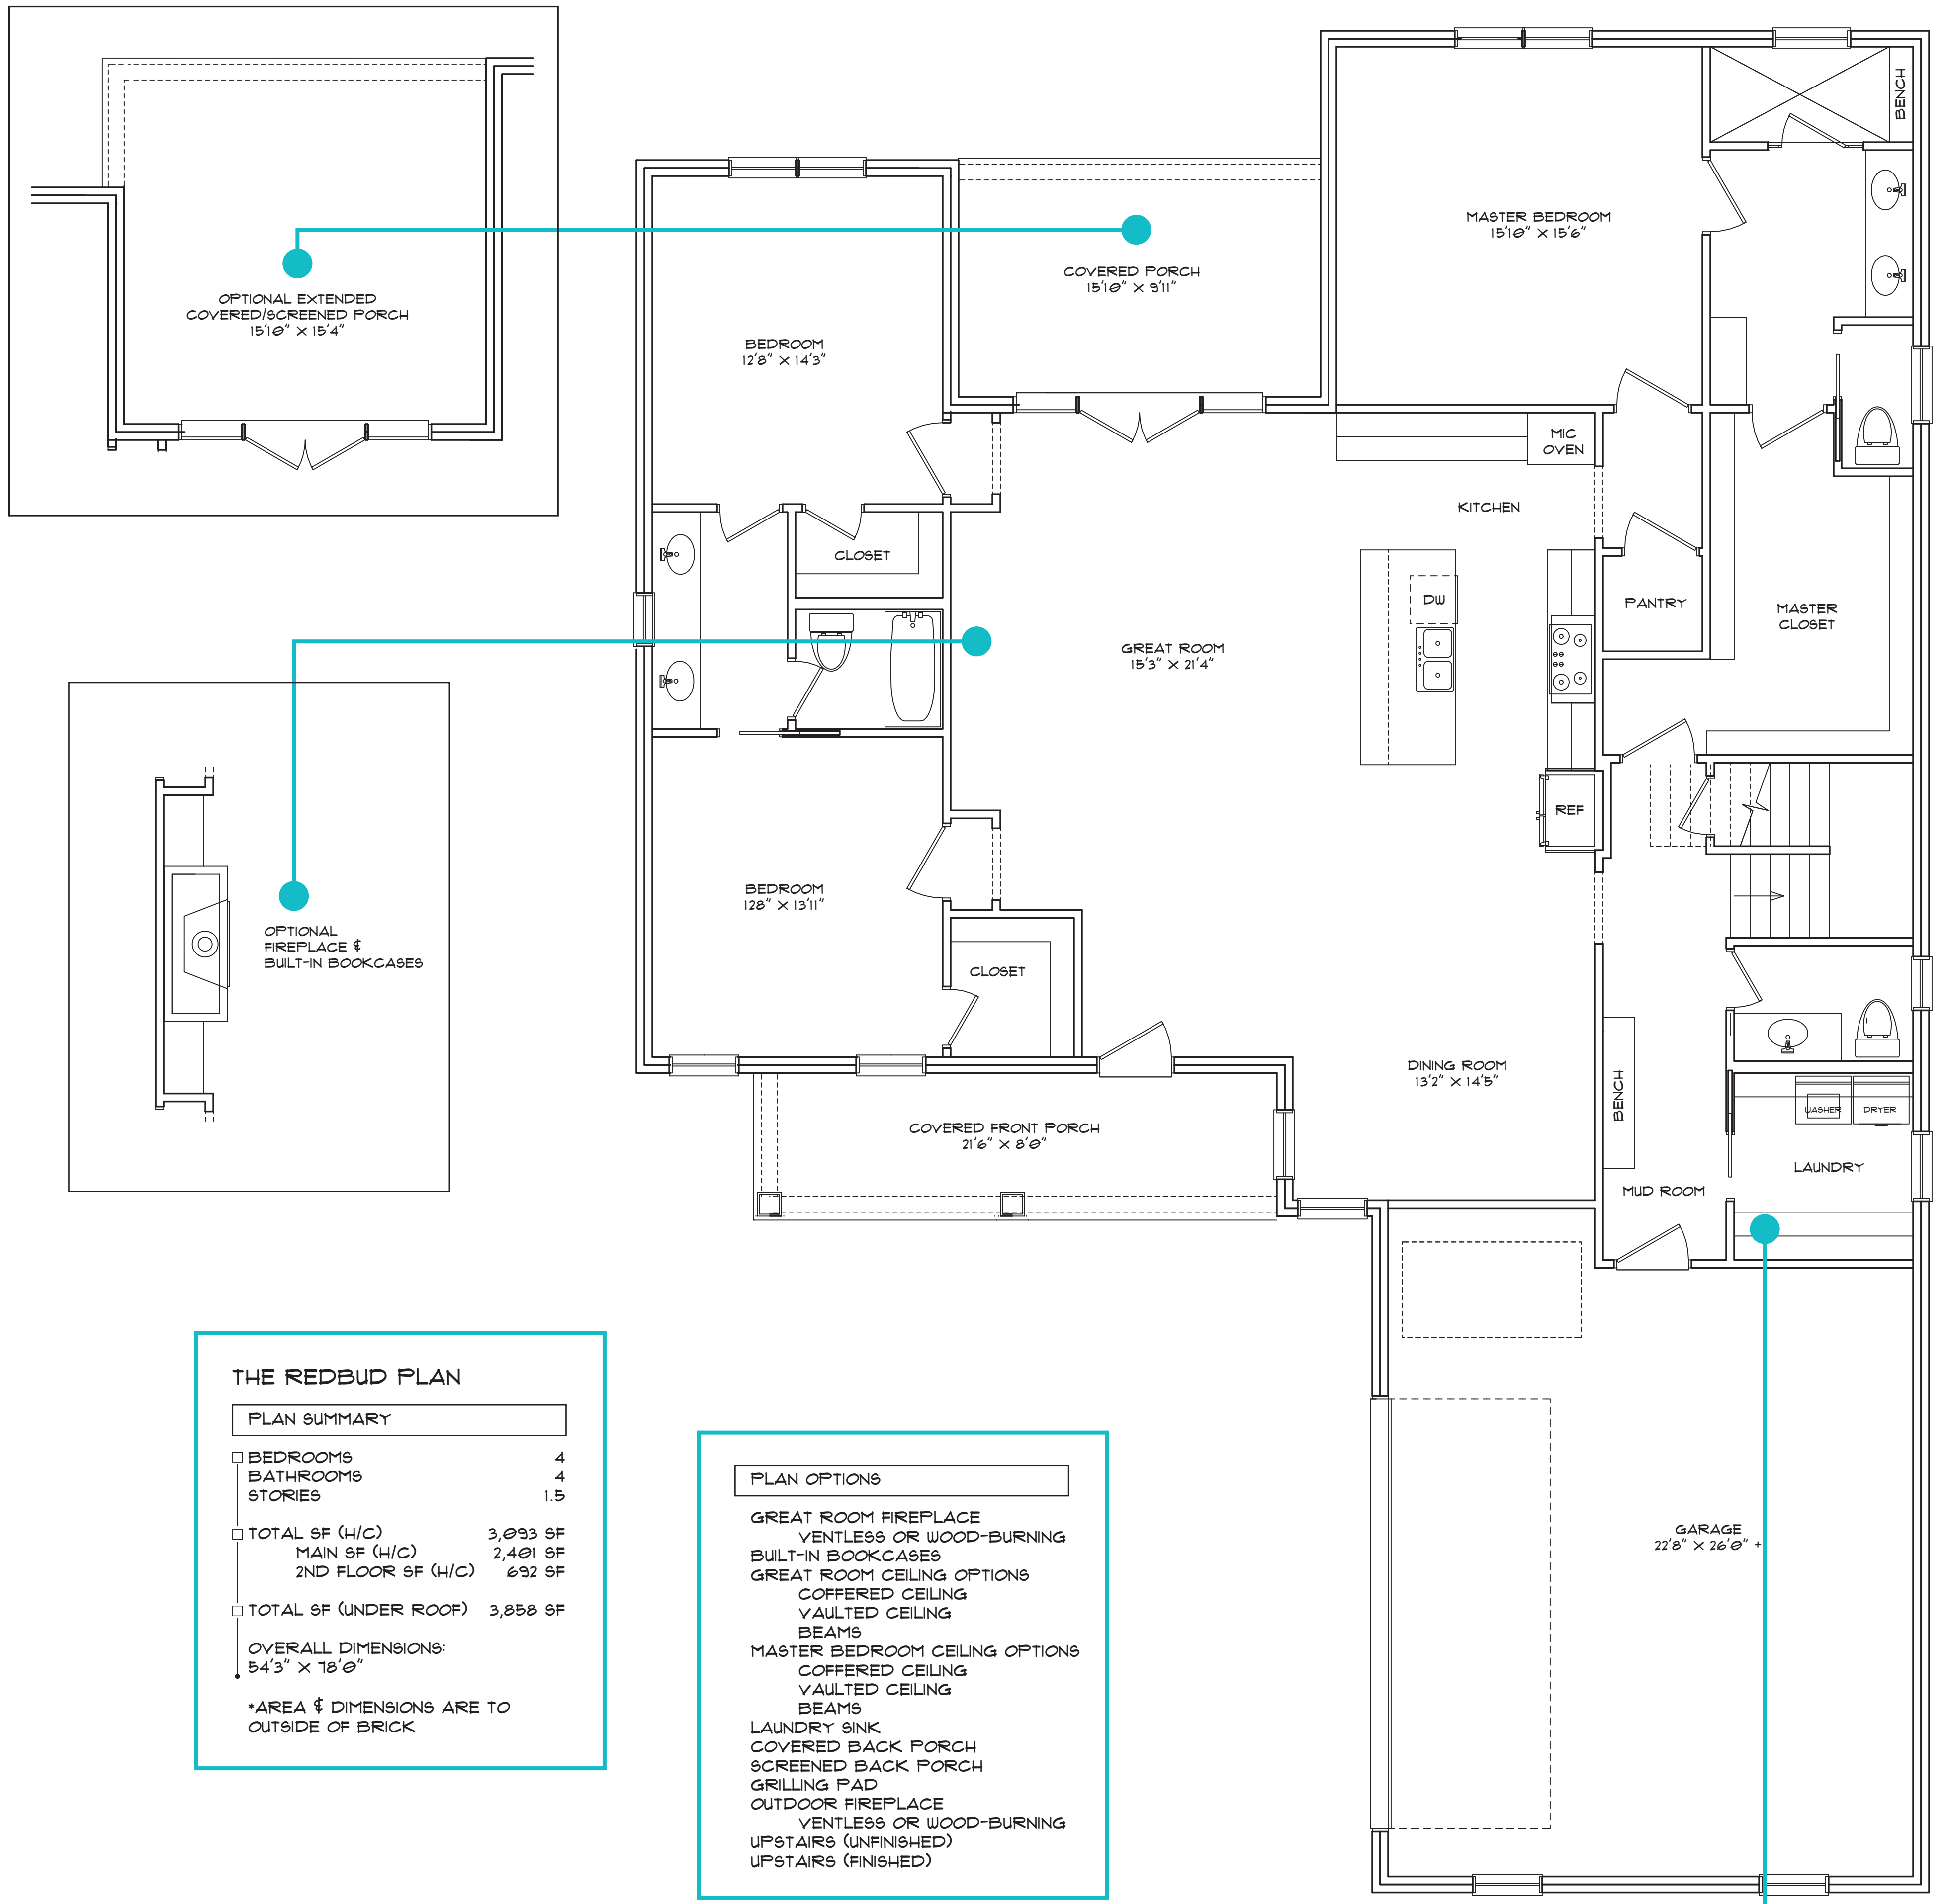 BENCH
MASTER BEDROOM
15'10" X 15'6"
COVERED PORCH
15'10" X 9'11"
OPTIONAL EXTENDED
COVERED/SCREENED PORCH
15'10" X 15'4"
BEDROOM
12'8" X 14'3"
MIC
OVEN
KITCHEN
CLOSET
DW
PANTRY
MASTER
CLOSET
GREAT ROOM
15'3" X 21'4"
REF
BEDROOM
128" X 13'11"
OPTIONAL
FIREPLACE &
BUILT-IN BOOKCASES
CLOSET
DINING ROOM
13'2" X 14'5"
BENCH
WASHER
DRYER
COVERED FRONT PORCH
21'6" X 8'0"
LAUNDRY
MUD ROOM
GARAGE
22'8" X 26'0" +
THE REDBUD PLAN
PLAN SUMMARY
BEDROOMS 4
BATHROOMS 4
STORIES 1.5
TOTAL SF (H/C) 3,093 SF
MAIN SF (H/C) 2,401 SF
2ND FLOOR SF (H/C) 692 SF
TOTAL SF (UNDER ROOF) 3,858 SF
OVERALL DIMENSIONS:
54'3" X 78'0"
*AREA & DIMENSIONS ARE TO
OUTSIDE OF BRICK
PLAN OPTIONS
GREAT ROOM FIREPLACE
VENTLESS OR WOOD-BURNING
BUILT-IN BOOKCASES
GREAT ROOM CEILING OPTIONS
COFFERED CEILING
VAULTED CEILING
BEAMS
MASTER BEDROOM CEILING OPTIONS
COFFERED CEILING
VAULTED CEILING
BEAMS
LAUNDRY SINK
COVERED BACK PORCH
SCREENED BACK PORCH
GRILLING PAD
OUTDOOR FIREPLACE
VENTLESS OR WOOD-BURNING
UPSTAIRS (UNFINISHED)
UPSTAIRS (FINISHED)